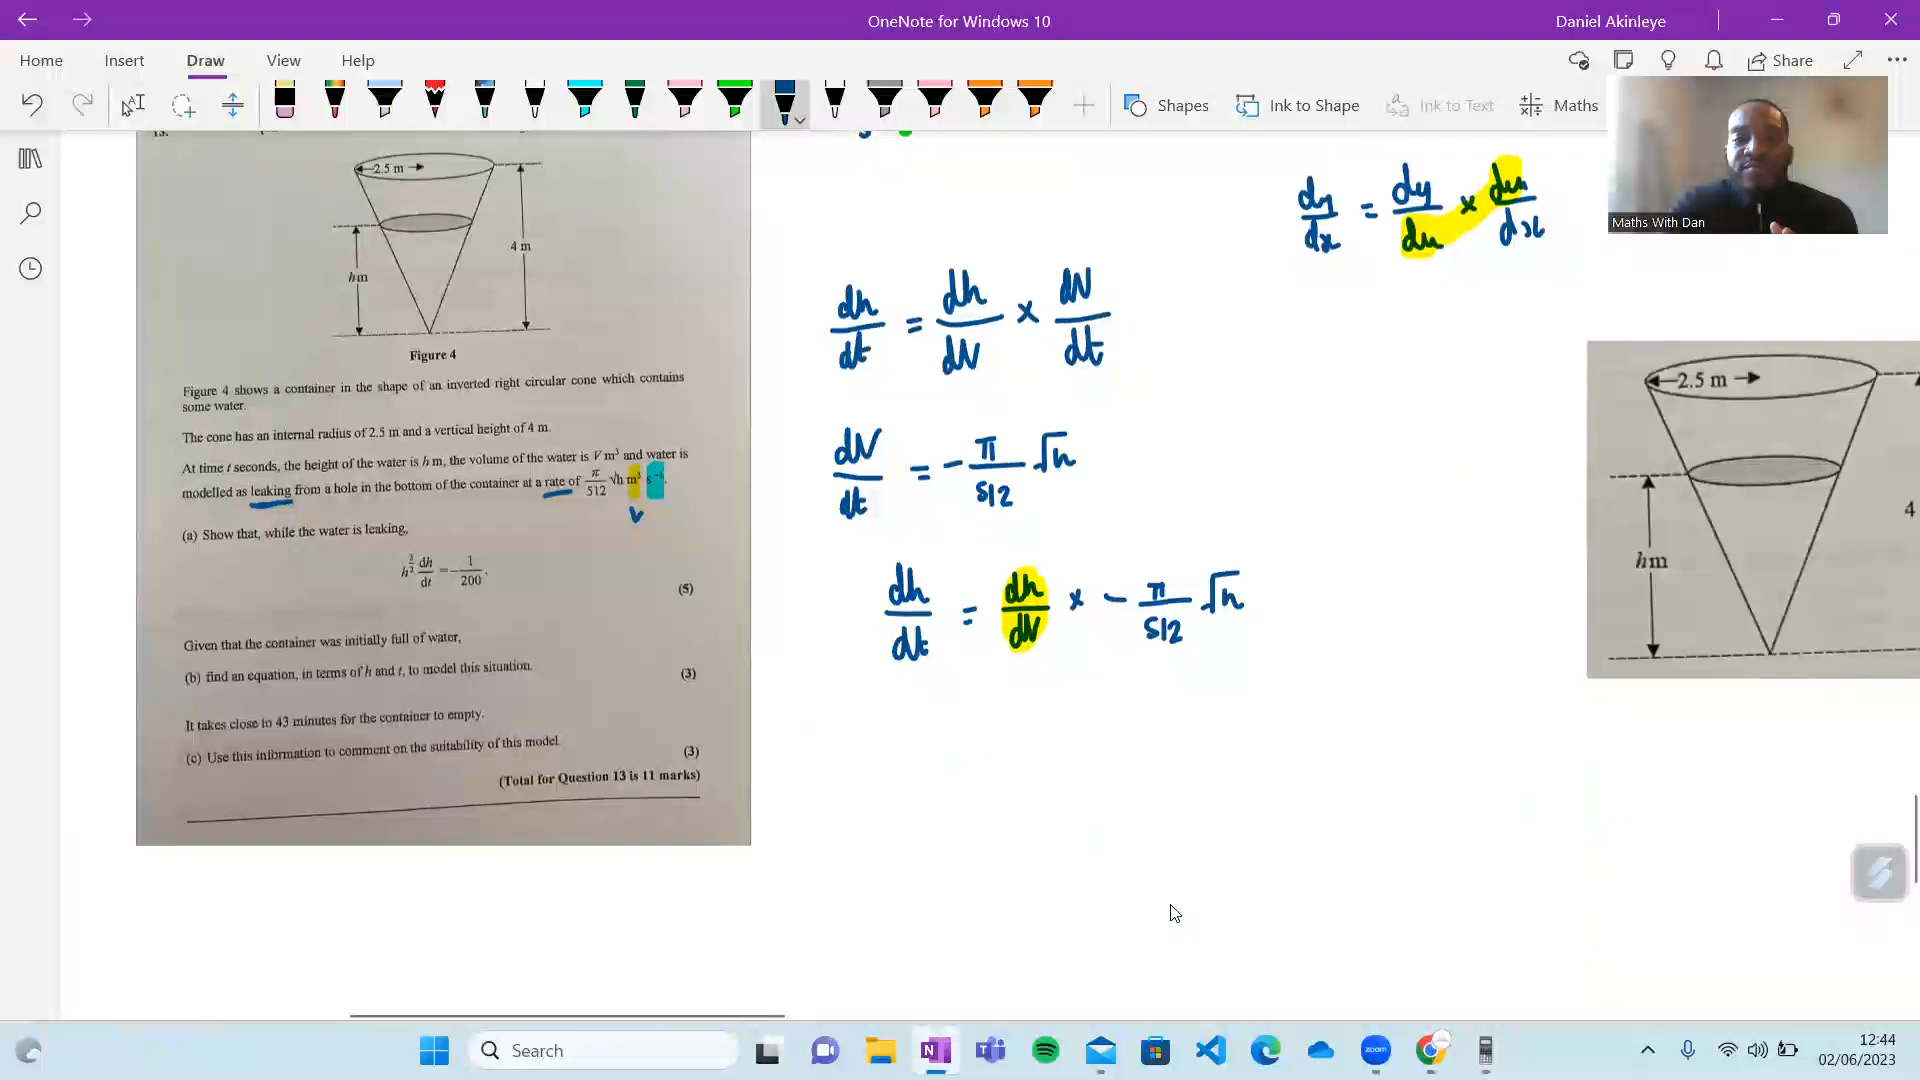 OneNote for Windows 10
Daniel Akinleye
Home Insert Draw View Help
Share
Shapes Ink to Shape Ink to Text Maths
Maths With Dan
13.
2.5 m
4 m
hm
Figure 4
Figure 4 shows a container in the shape of an inverted right circular cone which contains
some water.
The cone has an internal radius of 2.5 m and a vertical height of 4 m.
At time t seconds, the height of the water is h m, the volume of the water is V m³ and water is
modelled as leaking from a hole in the bottom of the container at a rate of π/512 √h m³ s⁻¹.
V
(a) Show that, while the water is leaking,
h^(3/2) dh/dt = -1/200.
(5)
Given that the container was initially full of water,
(b) find an equation, in terms of h and t, to model this situation.
(3)
It takes close to 43 minutes for the container to empty.
(c) Use this information to comment on the suitability of this model
(3)
(Total for Question 13 is 11 marks)
dy/dx = dy/du × du/dx
dh/dt = dh/dV × dV/dt
dV/dt = -π/512 √h
dh/dt = dh/dV × -π/512 √h
2.5 m
4
hm
Search
zoom
12:44
02/06/2023